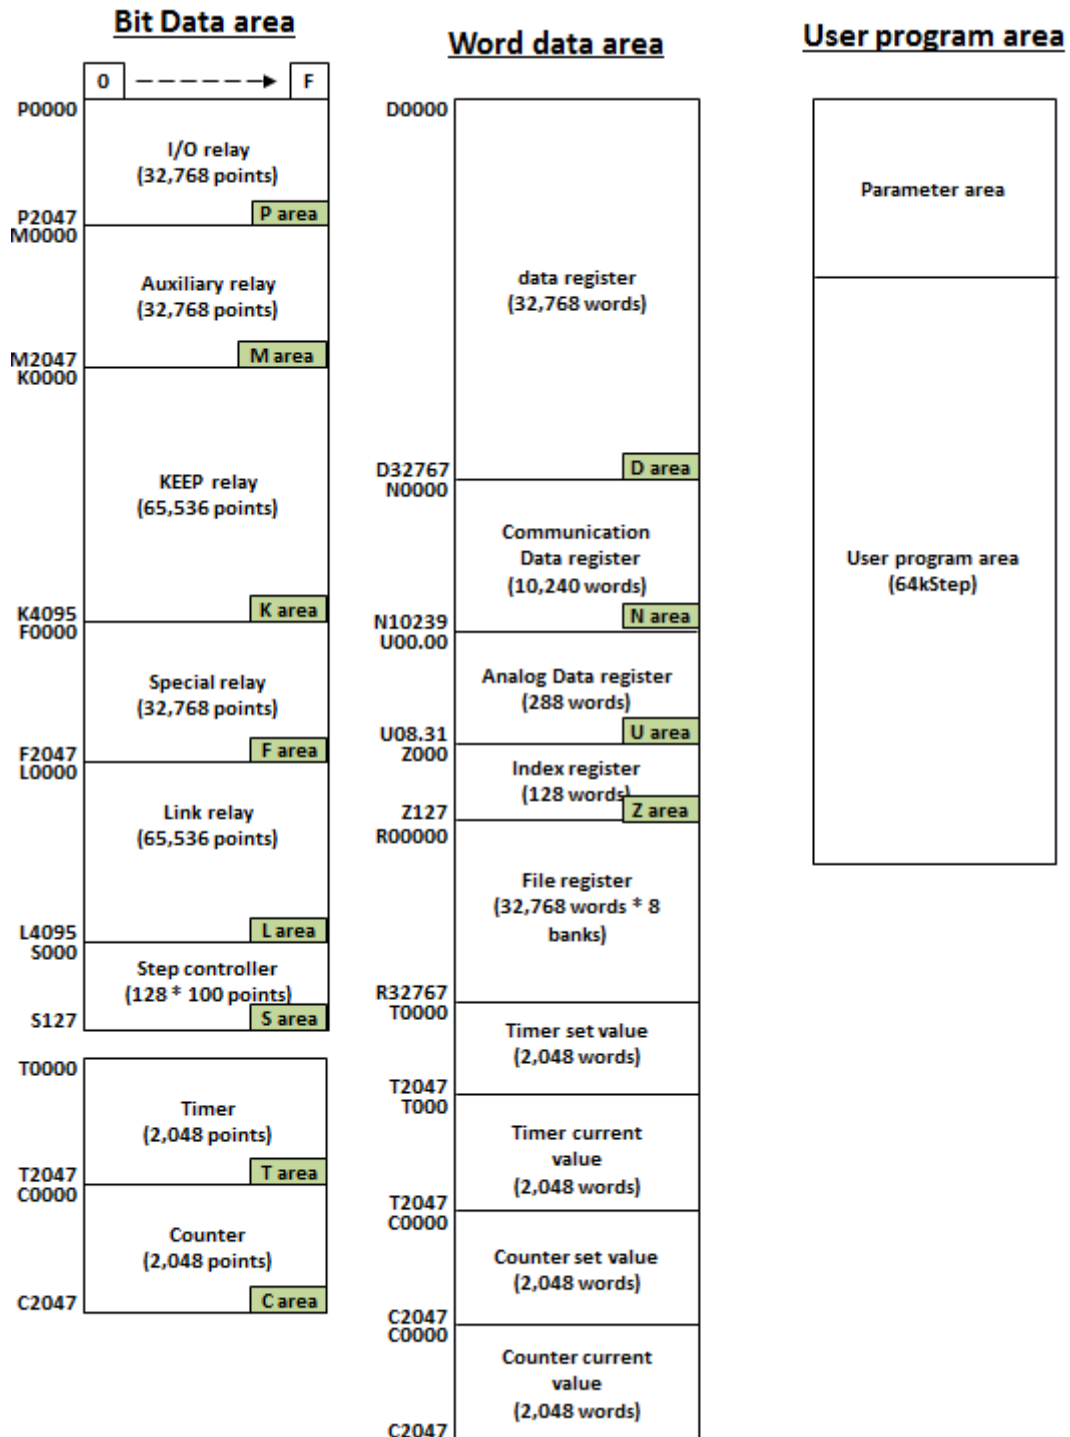 Bit Data area
0
F
P0000
I/O relay
(32,768 points)
P area
P2047
M0000
Auxiliary relay
(32,768 points)
M area
M2047
K0000
KEEP relay
(65,536 points)
K area
K4095
F0000
Special relay
(32,768 points)
F area
F2047
L0000
Link relay
(65,536 points)
L area
L4095
S000
Step controller
(128 * 100 points)
S area
S127
T0000
Timer
(2,048 points)
T area
T2047
C0000
Counter
(2,048 points)
C area
C2047
Word data area
D0000
data register
(32,768 words)
D area
D32767
N0000
Communication
Data register
(10,240 words)
N area
N10239
U00.00
Analog Data register
(288 words)
U area
U08.31
Z000
Index register
(128 words)
Z area
Z127
R00000
File register
(32,768 words * 8
banks)
R32767
T0000
Timer set value
(2,048 words)
T2047
T000
Timer current
value
(2,048 words)
T2047
C0000
Counter set value
(2,048 words)
C2047
C0000
Counter current
value
(2,048 words)
C2047
User program area
Parameter area
User program area
(64kStep)